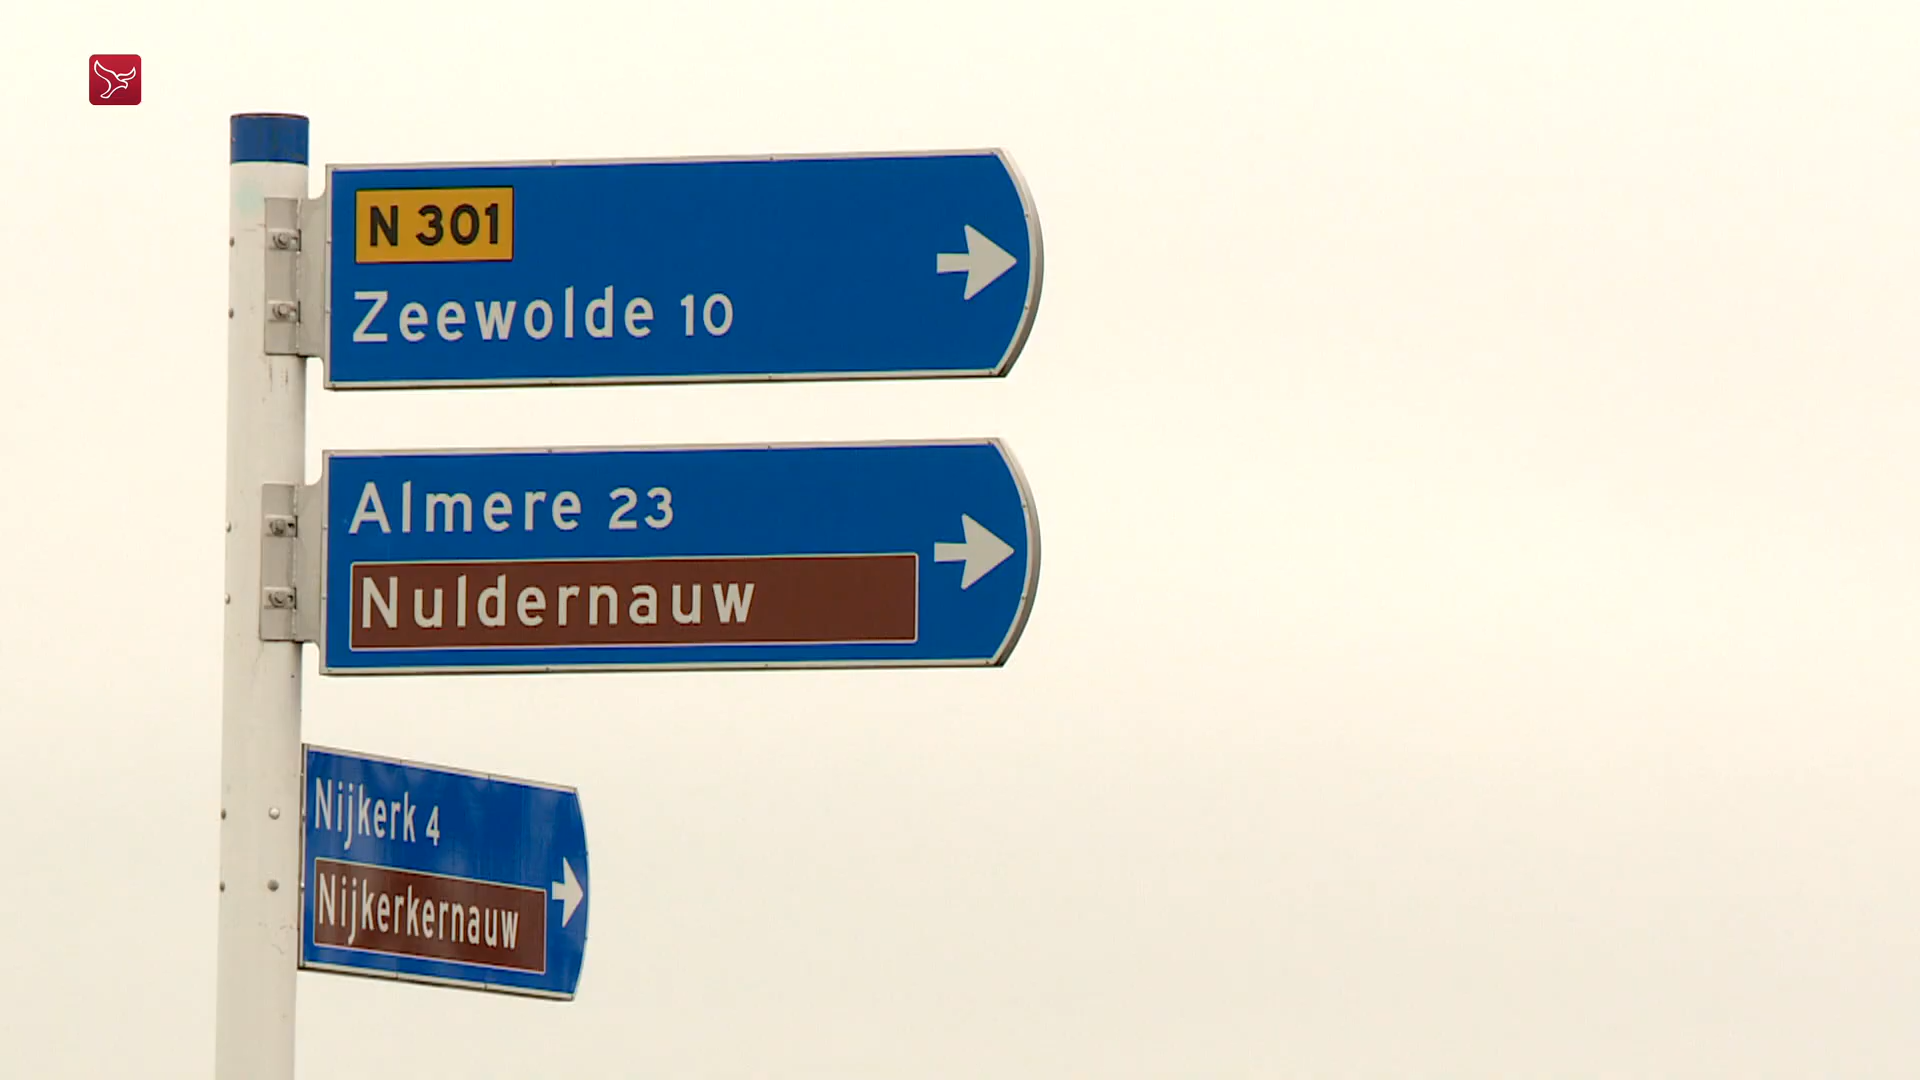 N 301
Zeewolde 10
Almere 23
Nuldernauw
Nijkerk 4
Nijkerkernauw